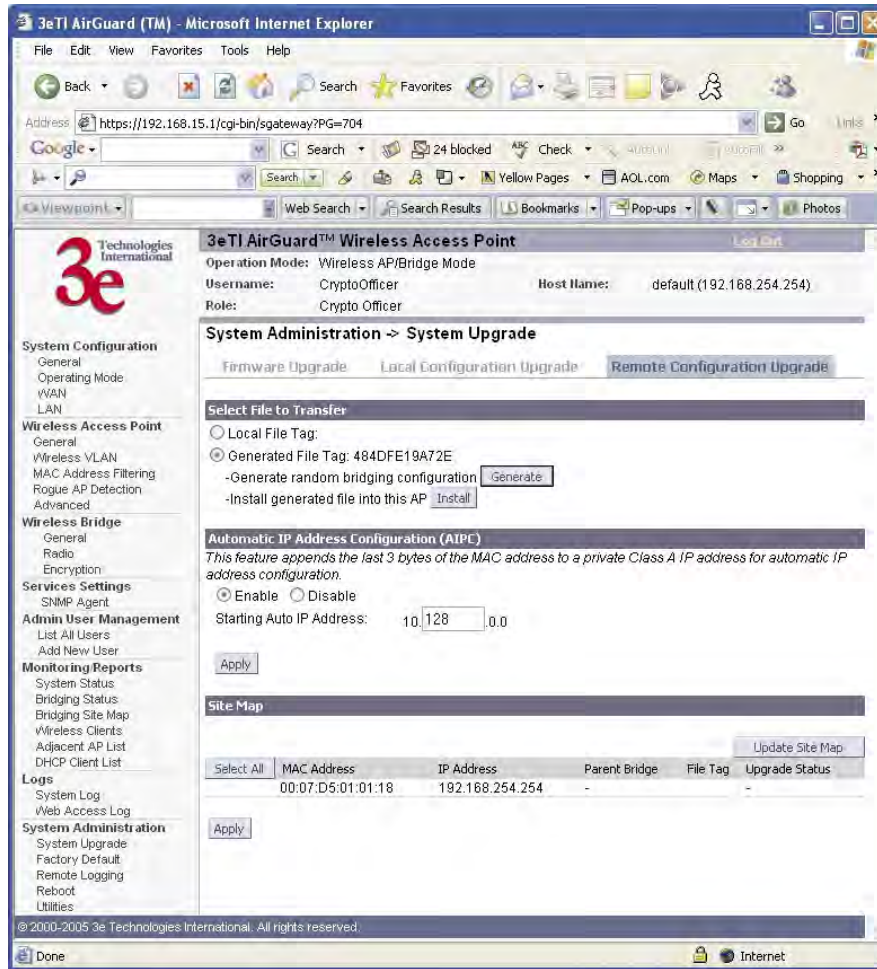 3eTI AirGuard (TM) - Microsoft Internet Explorer
File Edit View Favorites Tools Help
Back Search Favorites
Address https://192.168.15.1/cgi-bin/sgateway?PG=704 Go Links
Google Search 24 blocked ABC Check AutoLink AutoFill
Search Yellow Pages AOL.com Maps Shopping
Viewpoint Web Search Search Results Bookmarks Pop-ups Photos
3e Technologies International
3eTI AirGuard™ Wireless Access Point Log Out
Operation Mode: Wireless AP/Bridge Mode
Username: CryptoOfficer Host Name: default (192.168.254.254)
Role: Crypto Officer
System Configuration
General
Operating Mode
WAN
LAN
Wireless Access Point
General
Wireless VLAN
MAC Address Filtering
Rogue AP Detection
Advanced
Wireless Bridge
General
Radio
Encryption
Services Settings
SNMP Agent
Admin User Management
List All Users
Add New User
Monitoring/Reports
System Status
Bridging Status
Bridging Site Map
Wireless Clients
Adjacent AP List
DHCP Client List
Logs
System Log
Web Access Log
System Administration
System Upgrade
Factory Default
Remote Logging
Reboot
Utilities
System Administration -> System Upgrade
Firmware Upgrade Local Configuration Upgrade Remote Configuration Upgrade
Select File to Transfer
Local File Tag:
Generated File Tag: 484DFE19A72E
-Generate random bridging configuration Generate
-Install generated file into this AP Install
Automatic IP Address Configuration (AIPC)
This feature appends the last 3 bytes of the MAC address to a private Class A IP address for automatic IP
address configuration.
Enable Disable
Starting Auto IP Address: 10. 128 .0.0
Apply
Site Map
Update Site Map
Select All MAC Address IP Address Parent Bridge File Tag Upgrade Status
00:07:D5:01:01:18 192.168.254.254 - -
Apply
© 2000-2005 3e Technologies International. All rights reserved.
Done Internet